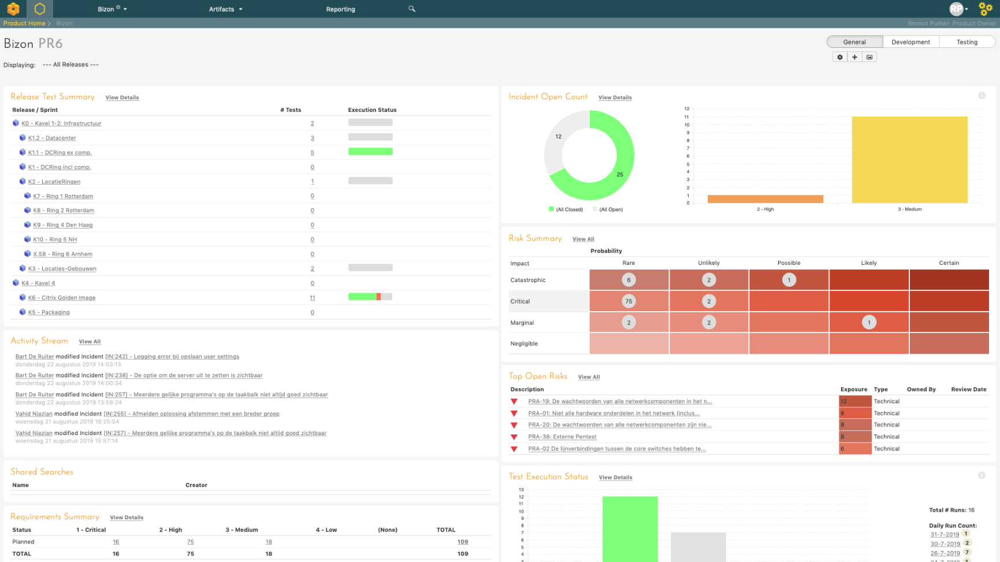 Bizon
Artifacts
Reporting
RP
Product Home
Bizon
Remco Putker: Product Owner
Bizon PR6
General
Development
Testing
Displaying: --- All Releases ---
Release Test Summary View Details
Release / Sprint # Tests Execution Status
K0 - Kavel 1-2: Infrastructuur 2
K1.2 - Datacenter 3
K1.1 - DCRing ex comp. 5
K1 - DCRing incl comp. 0
K2 - LocatieRingen 1
K7 - Ring 1 Rotterdam 0
K8 - Ring 2 Rotterdam 0
K9 - Ring 4 Den Haag 0
K10 - Ring 5 NH 0
X.58 - Ring 6 Arnhem 0
K3 - Locaties-Gebouwen 2
K4 - Kavel 4 0
K6 - Citrix Golden Image 11
K5 - Packaging 0
Activity Stream View All
Bart De Ruiter modified Incident [IN:242] - Logging error bij opslaan user settings
donderdag 22 augustus 2019 14:03:13
Bart De Ruiter modified Incident [IN:238] - De optie om de server uit te zetten is zichtbaar
donderdag 22 augustus 2019 14:00:34
Bart De Ruiter modified Incident [IN:257] - Meerdere gelijke programma's op de taakbalk niet altijd goed zichtbaar
donderdag 22 augustus 2019 13:58:24
Vahid Niazian modified Incident [IN:255] - Afmelden oplossing afstemmen met een breder groep
woensdag 21 augustus 2019 16:25:04
Vahid Niazian modified Incident [IN:257] - Meerdere gelijke programma's op de taakbalk niet altijd goed zichtbaar
woensdag 21 augustus 2019 15:57:14
Shared Searches
Name Creator
Requirements Summary View Details
Status 1 - Critical 2 - High 3 - Medium 4 - Low (None) TOTAL
Planned 16 75 18 109
TOTAL 16 75 18 109
Incident Open Count View Details
12
25
(All Closed) (All Open)
12
11
10
9
8
7
6
5
4
3
2
1
0
2 - High 3 - Medium
Risk Summary View All
Probability
Impact Rare Unlikely Possible Likely Certain
Catastrophic 6 2 1
Critical 75 2
Marginal 2 2 1
Negligible
Top Open Risks View All
Description Exposure Type Owned By Review Date
PRA-19: De wachtwoorden van alle netwerkcomponenten in het n... 12 Technical
PRA-01: Niet alle hardware onderdelen in het netwerk (inclus... 8 Technical
PRA-20: De wachtwoorden van alle netwerkcomponenten zijn nie... 8 Technical
PRA-38: Externe Pentest 8 Technical
PRA-02 De lijnverbindingen tussen de core switches hebben te... 6 Technical
Test Execution Status View Details
13
12
11
10
9
8
7
6
5
4
3
Total # Runs: 16
Daily Run Count:
31-7-2019 1
30-7-2019 2
26-7-2019 7